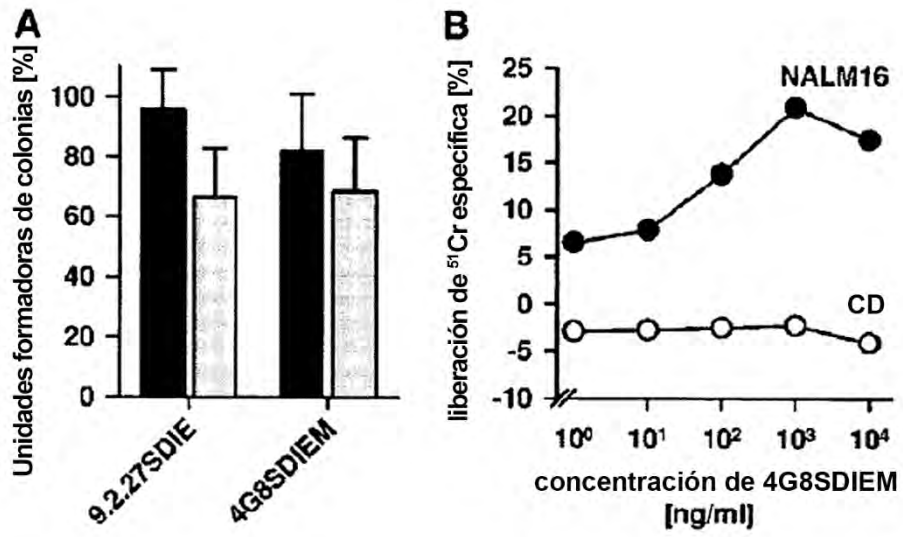 A
Unidades formadoras de colonias [%]
100
80
60
40
20
0
9.2.27SDIE
4G8SDIEM
B
liberación de ⁵¹Cr específica [%]
25
20
15
10
5
0
-5
-10
NALM16
CD
10⁰ 10¹ 10² 10³ 10⁴
concentración de 4G8SDIEM
[ng/ml]